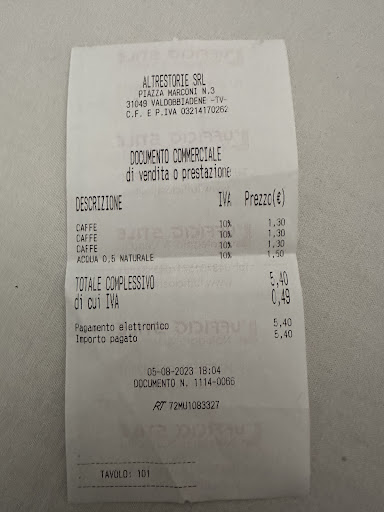 ALTRESTORIE SRL
PIAZZA MARCONI N.3
31049 VALDOBBIADENE -TV-
C.F. E P.IVA 03214170262
DOCUMENTO COMMERCIALE
di vendita o prestazione
DESCRIZIONE IVA Prezzo(€)
CAFFE 10% 1,30
CAFFE 10% 1,30
CAFFE 10% 1,30
ACQUA 0,5 NATURALE 10% 1,50
TOTALE COMPLESSIVO 5,40
di cui IVA 0,49
Pagamento elettronico 5,40
Importo pagato 5,40
05-08-2023 18:04
DOCUMENTO N. 1114-0066
RT 72MU1083327
TAVOLO: 101